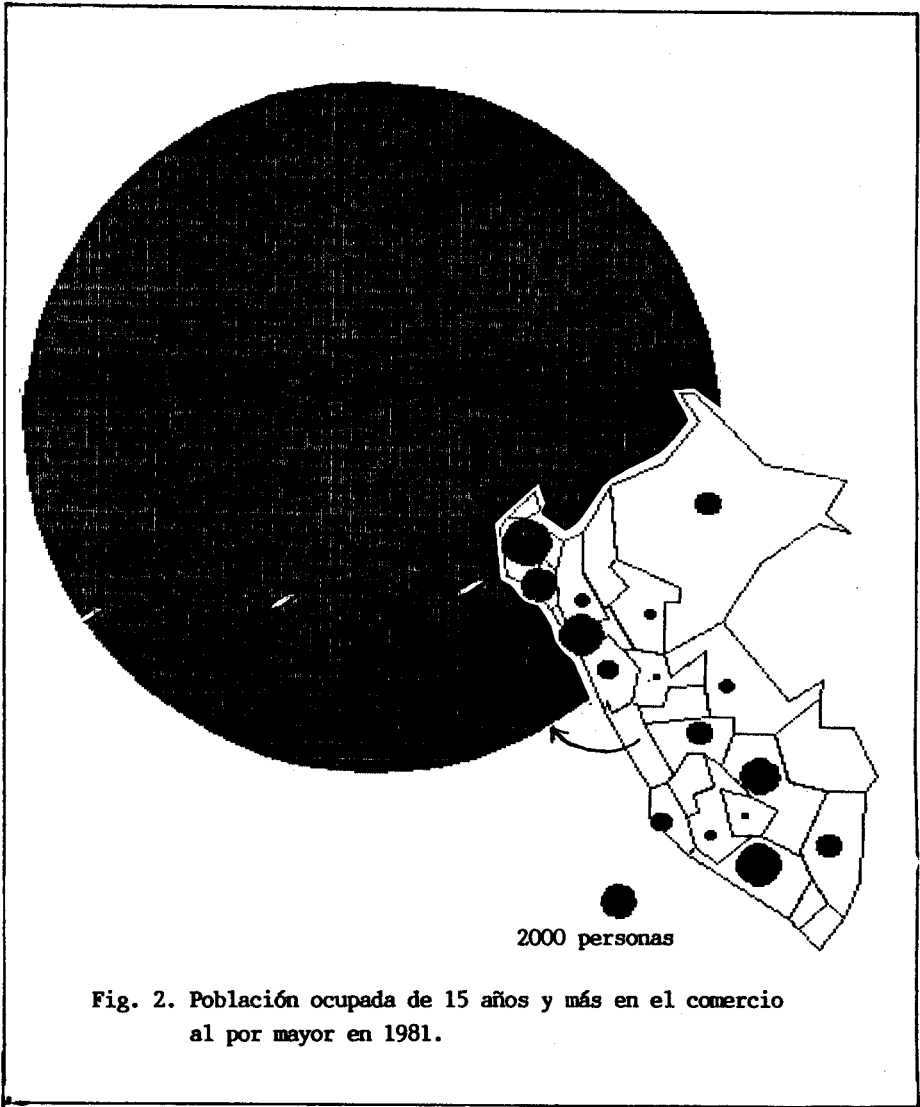 2000 personas
Fig. 2. Población ocupada de 15 años y más en el comercio
al por mayor en 1981.